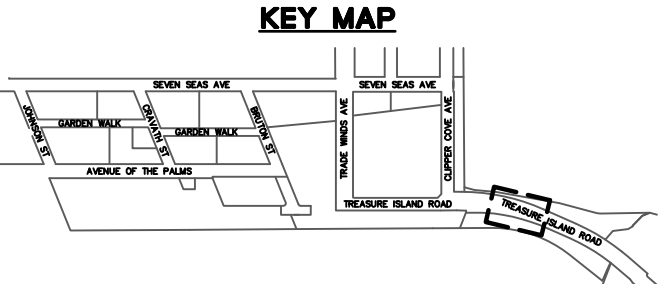 KEY MAP
SEVEN SEAS AVE
SEVEN SEAS AVE
JOHNSON ST
GARDEN WALK
CRAVATH ST
GARDEN WALK
BRUTON ST
TRADE WINDS AVE
CLIPPER COVE AVE
AVENUE OF THE PALMS
TREASURE ISLAND ROAD
TREASURE ISLAND ROAD